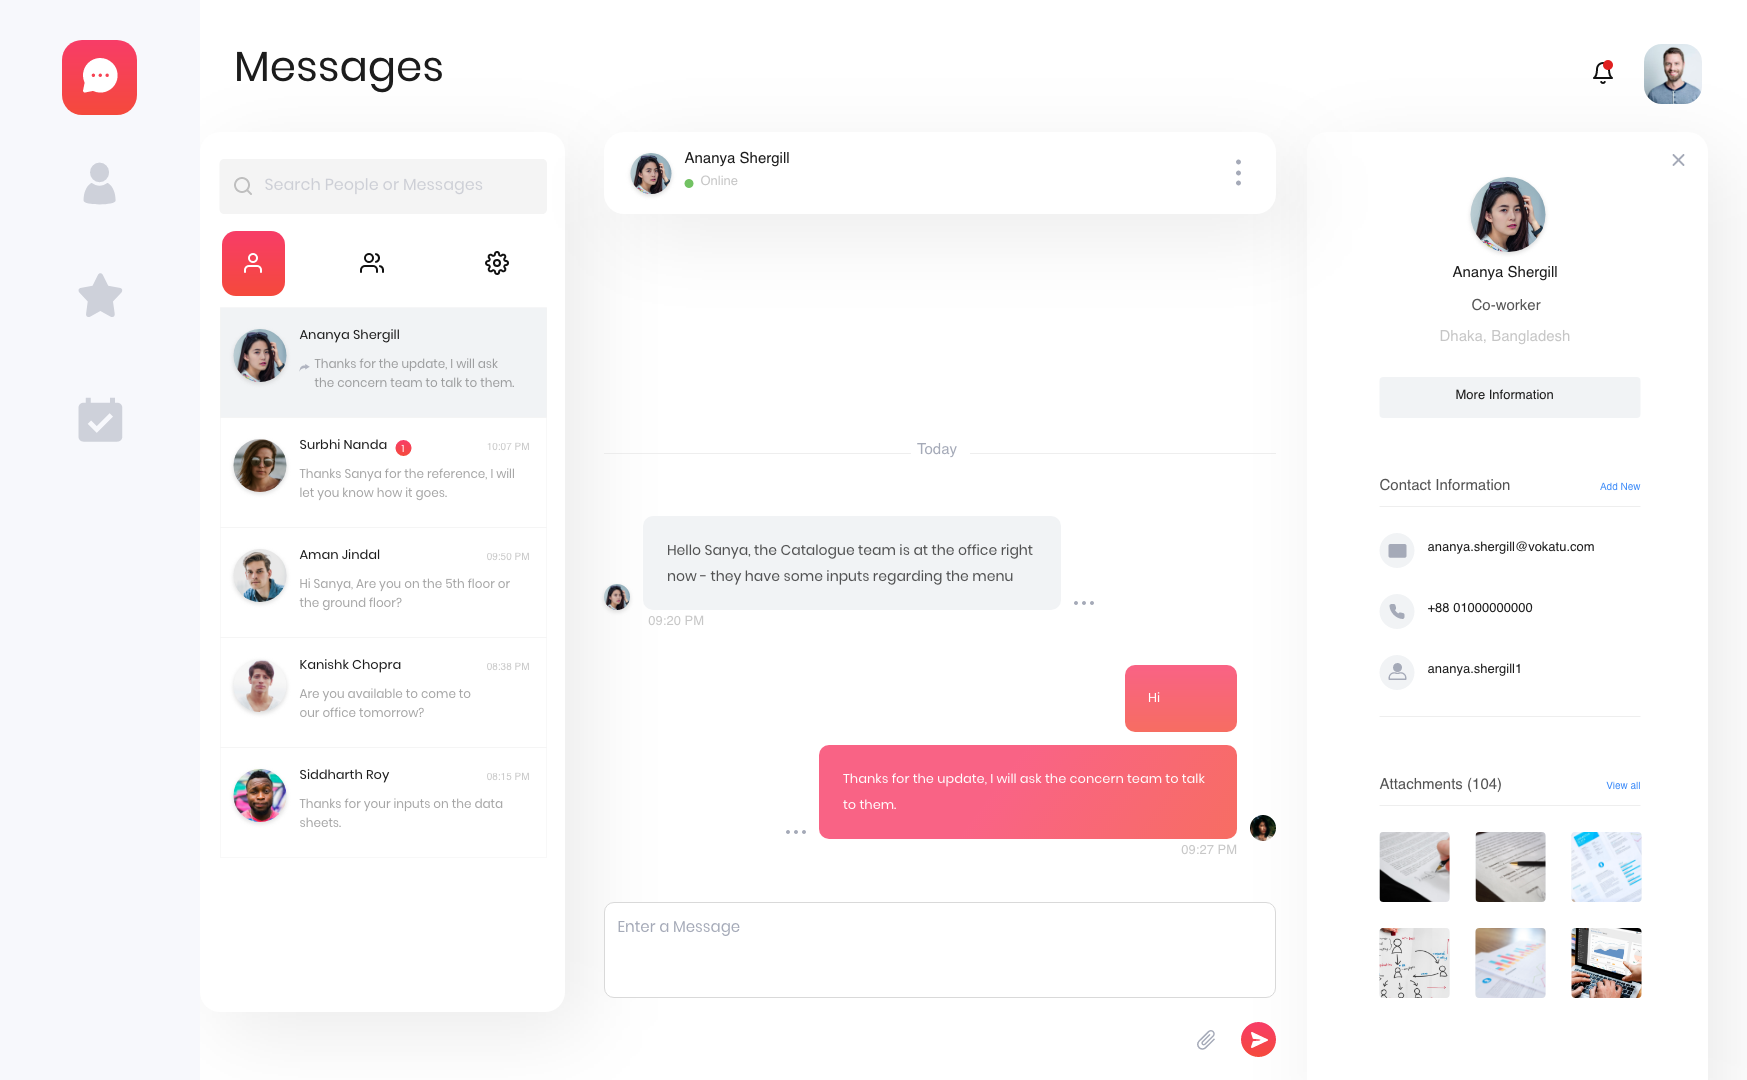 Messages
Search People or Messages
Ananya Shergill
Thanks for the update, I will ask
the concern team to talk to them.
Surbhi Nanda 1 10:07 PM
Thanks Sanya for the reference, I will
let you know how it goes.
Aman Jindal 09:50 PM
Hi Sanya, Are you on the 5th floor or
the ground floor?
Kanishk Chopra 08:38 PM
Are you available to come to
our office tomorrow?
Siddharth Roy 08:15 PM
Thanks for your inputs on the data
sheets.
Ananya Shergill
Online
Today
Hello Sanya, the Catalogue team is at the office right
now - they have some inputs regarding the menu
09:20 PM
Hi
Thanks for the update, I will ask the concern team to talk
to them.
09:27 PM
Enter a Message
Ananya Shergill
Co-worker
Dhaka, Bangladesh
More Information
Contact Information Add New
ananya.shergill@vokatu.com
+88 01000000000
ananya.shergill1
Attachments (104) View all